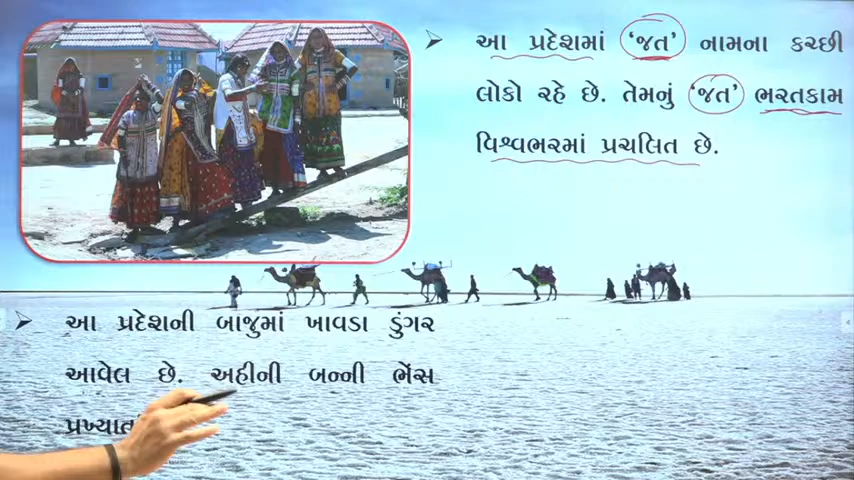 આ પ્રદેશમાં ‘જત’ નામના કચ્છી
લોકો રહે છે. તેમનું ‘જત’ ભરતકામ
વિશ્વભરમાં પ્રચલિત છે.
આ પ્રદેશની બાજુમાં ખાવડા ડુંગર
આવેલ છે. અહીની બન્ની ભેંસ